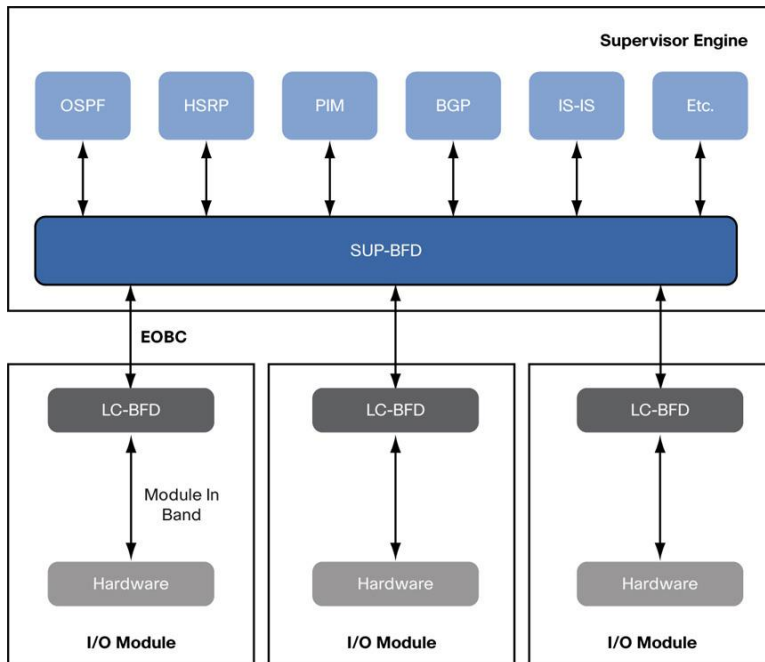 Supervisor Engine
OSPF
HSRP
PIM
BGP
IS-IS
Etc.
SUP-BFD
EOBC
LC-BFD
LC-BFD
LC-BFD
Module In
Band
Hardware
Hardware
Hardware
I/O Module
I/O Module
I/O Module